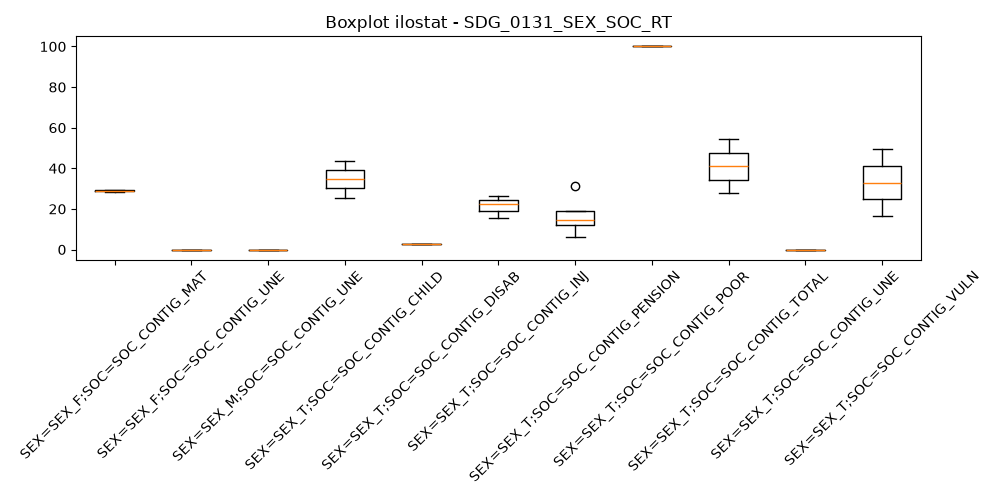 Boxplot ilostat - SDG_0131_SEX_SOC_RT
100
80
60
40
20
0
SEX=SEX_F;SOC=SOC_CONTIG_MAT
SEX=SEX_F;SOC=SOC_CONTIG_UNE
SEX=SEX_M;SOC=SOC_CONTIG_UNE
SEX=SEX_T;SOC=SOC_CONTIG_CHILD
SEX=SEX_T;SOC=SOC_CONTIG_DISAB
SEX=SEX_T;SOC=SOC_CONTIG_INJ
SEX=SEX_T;SOC=SOC_CONTIG_PENSION
SEX=SEX_T;SOC=SOC_CONTIG_POOR
SEX=SEX_T;SOC=SOC_CONTIG_TOTAL
SEX=SEX_T;SOC=SOC_CONTIG_UNE
SEX=SEX_T;SOC=SOC_CONTIG_VULN